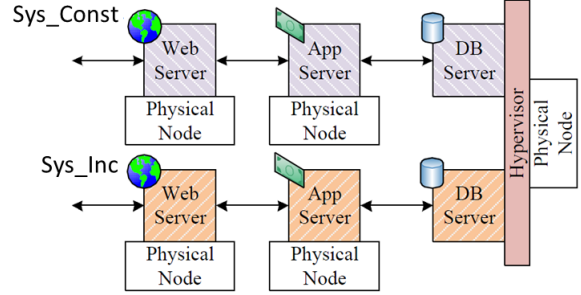 Sys_Const
Web
Server
App
Server
DB
Server
Physical
Node
Physical
Node
Hypervisor
Physical
Node
Sys_Inc
Web
Server
App
Server
DB
Server
Physical
Node
Physical
Node